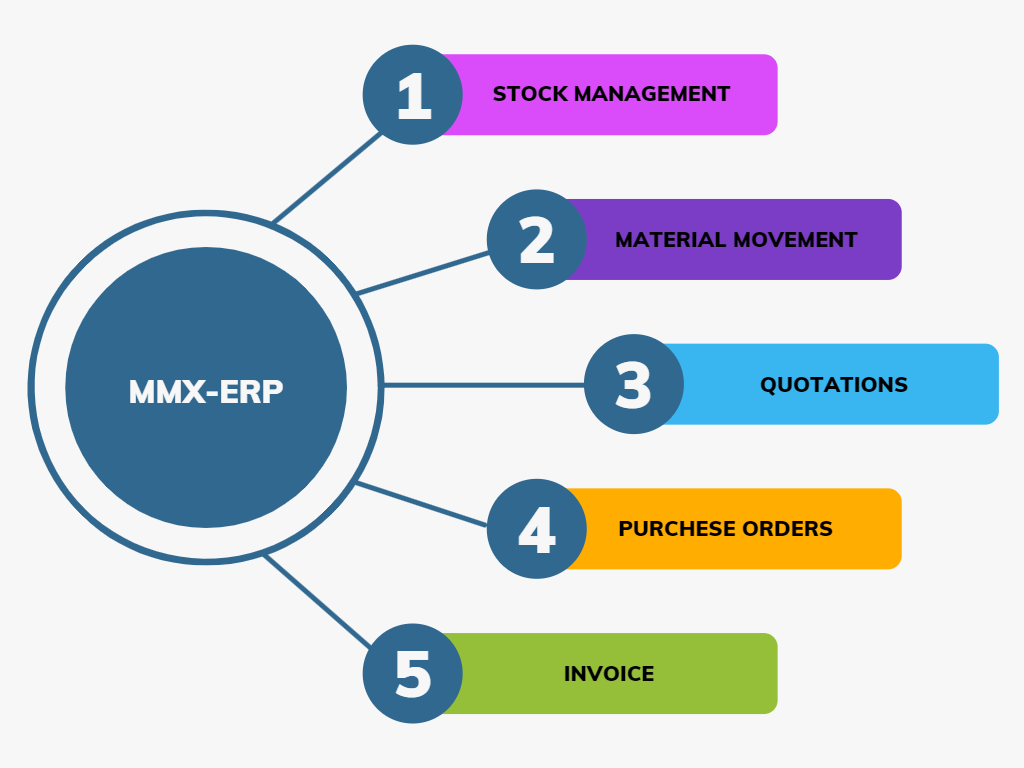 1
STOCK MANAGEMENT
2
MATERIAL MOVEMENT
MMX-ERP
3
QUOTATIONS
4
PURCHESE ORDERS
5
INVOICE